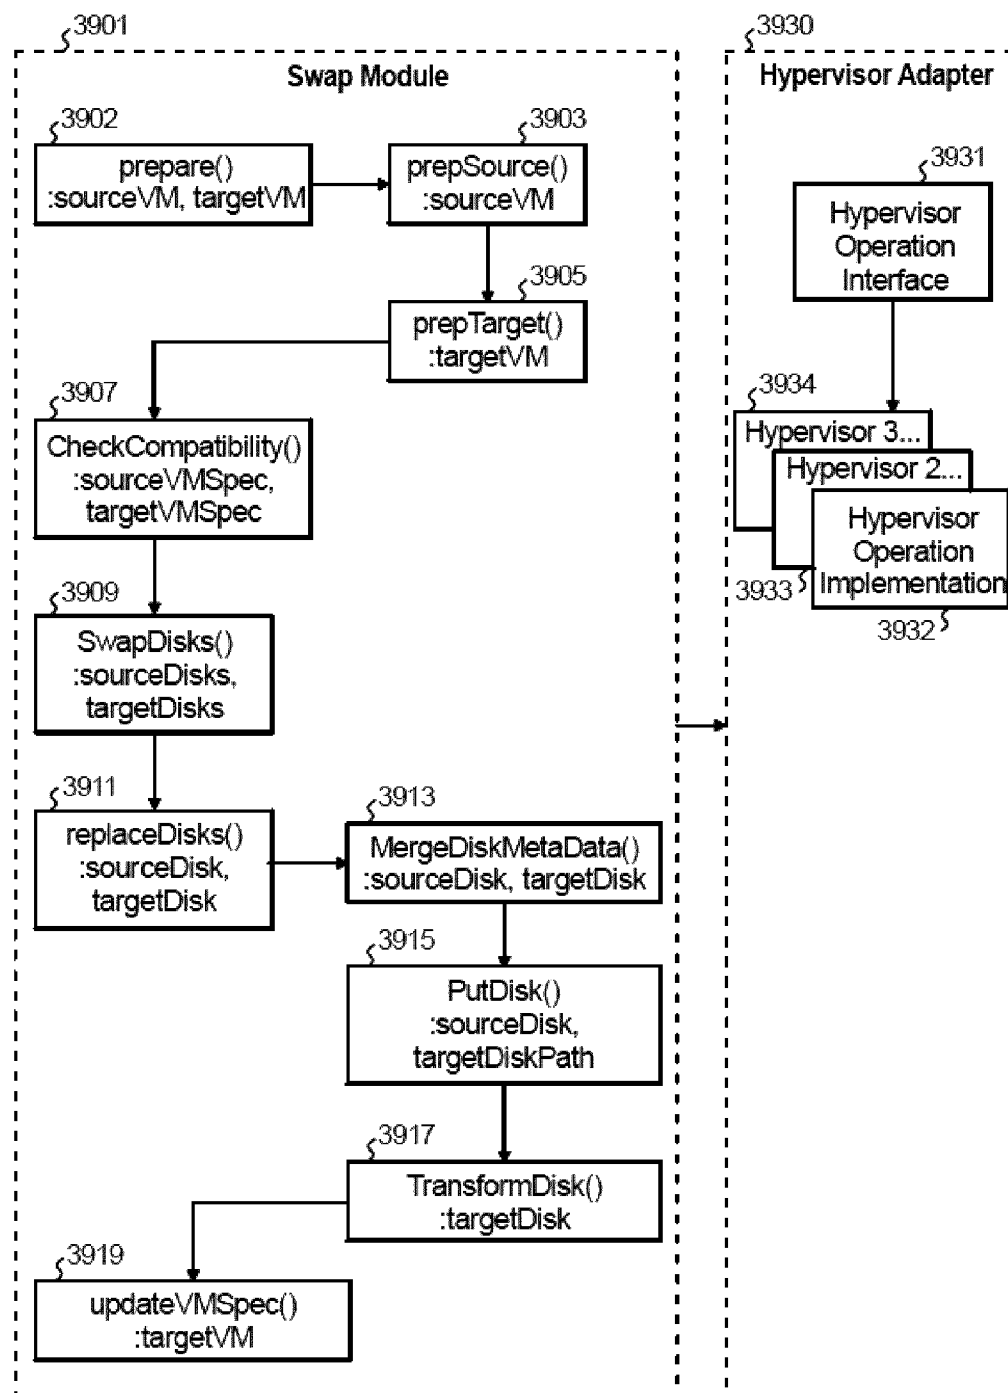 3901
Swap Module
3902
prepare()
:sourceVM, targetVM
3903
prepSource()
:sourceVM
3905
prepTarget()
:targetVM
3907
CheckCompatibility()
:sourceVMSpec,
targetVMSpec
3909
SwapDisks()
:sourceDisks,
targetDisks
3911
replaceDisks()
:sourceDisk,
targetDisk
3913
MergeDiskMetaData()
:sourceDisk, targetDisk
3915
PutDisk()
:sourceDisk,
targetDiskPath
3917
TransformDisk()
:targetDisk
3919
updateVMSpec()
:targetVM
3930
Hypervisor Adapter
3931
Hypervisor
Operation
Interface
3934
Hypervisor 3...
Hypervisor 2...
Hypervisor
Operation
Implementation
3933
3932